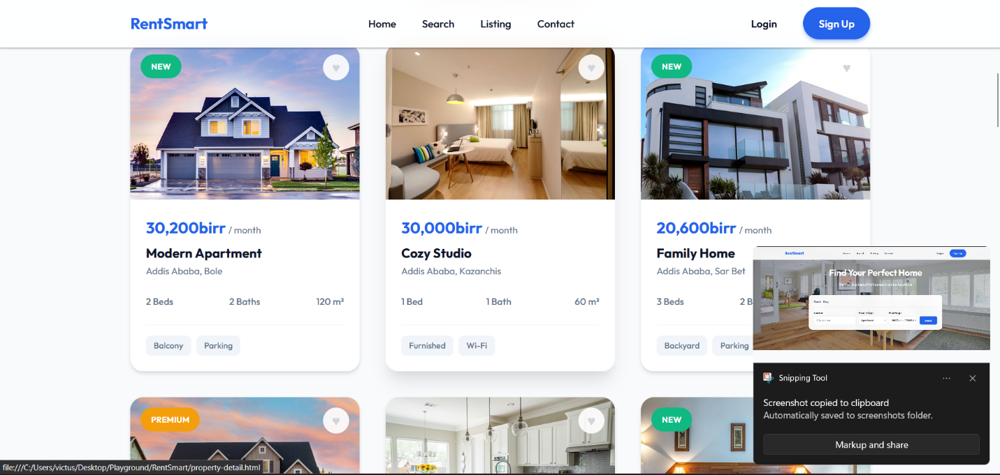 RentSmart
Home Search Listing Contact
Login
Sign Up
NEW
NEW
30,200birr / month
Modern Apartment
Addis Ababa, Bole
2 Beds 2 Baths 120 m²
Balcony Parking
30,000birr / month
Cozy Studio
Addis Ababa, Kazanchis
1 Bed 1 Bath 60 m²
Furnished Wi-Fi
20,600birr / month
Family Home
Addis Ababa, Sar Bet
3 Beds 2 B
Backyard Parking
PREMIUM
NEW
RentSmart
Find Your Perfect Home
Snipping Tool
Screenshot copied to clipboard
Automatically saved to screenshots folder.
Markup and share
file:///C:/Users/victus/Desktop/Playground/RentSmart/property-detail.html